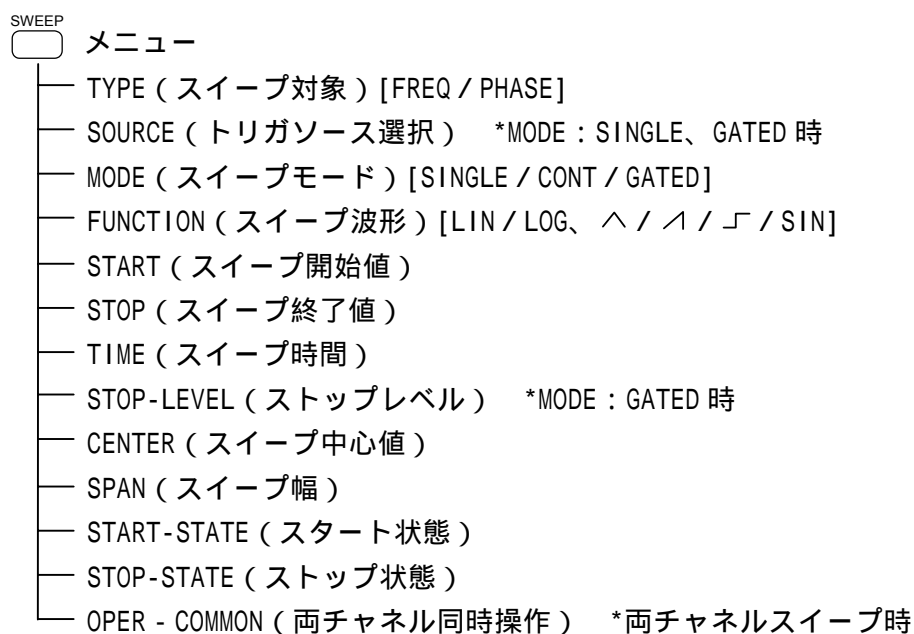 SWEEP
メニュー
TYPE(スイープ対象)[FREQ/PHASE]
SOURCE(トリガソース選択) *MODE:SINGLE、GATED 時
MODE(スイープモード)[SINGLE/CONT/GATED]
FUNCTION(スイープ波形)[LIN/LOG、 / / /SIN]
START(スイープ開始値)
STOP(スイープ終了値)
TIME(スイープ時間)
STOP-LEVEL(ストップレベル) *MODE:GATED 時
CENTER(スイープ中心値)
SPAN(スイープ幅)
START-STATE(スタート状態)
STOP-STATE(ストップ状態)
OPER-COMMON(両チャネル同時操作) *両チャネルスイープ時